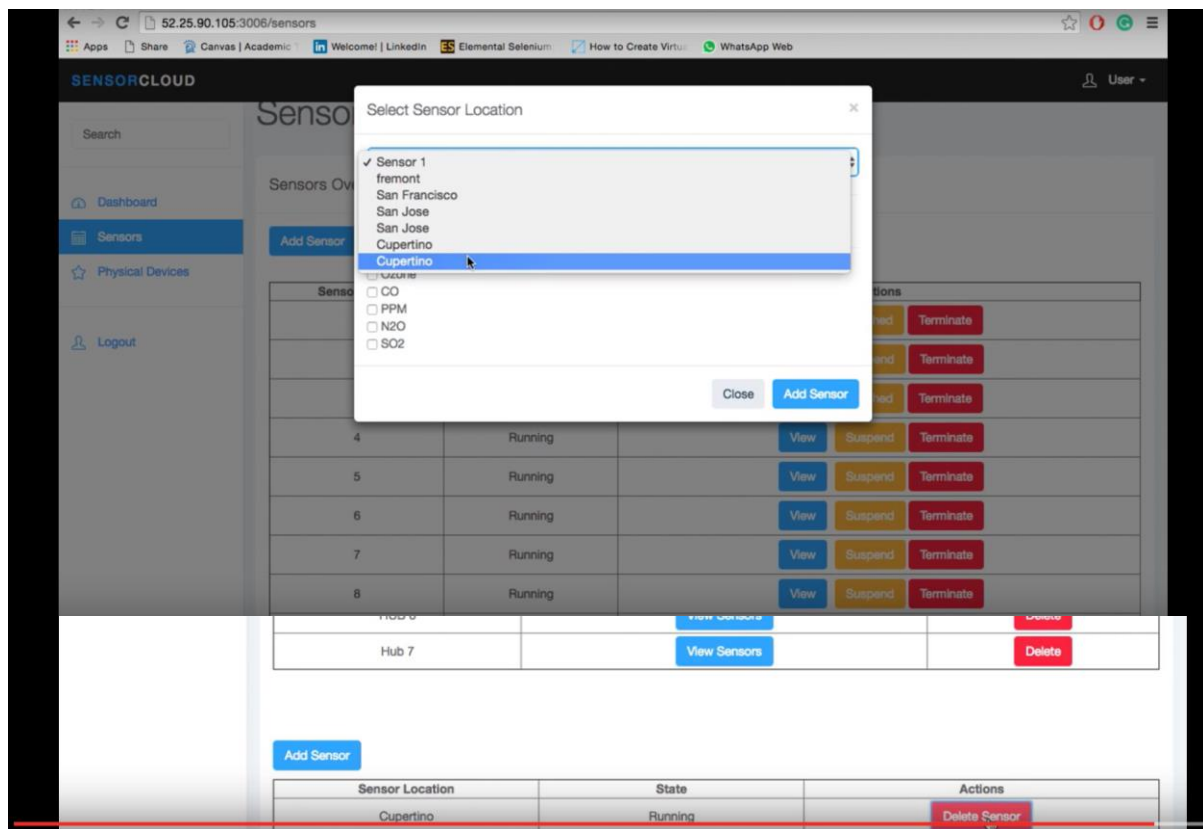 52.25.90.105:3006/sensors
Apps Share Canvas | Academic Welcome! | LinkedIn ES Elemental Selenium How to Create Virtu WhatsApp Web
SENSORCLOUD User
Senso
Search
Select Sensor Location ×
✓ Sensor 1
fremont
San Francisco
San Jose
San Jose
Cupertino
Cupertino
Ozone
CO
PPM
N2O
SO2
Close Add Sensor
Dashboard
Sensors
Physical Devices
Logout
Sensors Ov
Add Sensor
Senso tions
Terminate
Terminate
Terminate
4 Running View Suspend Terminate
5 Running View Suspend Terminate
6 Running View Suspend Terminate
7 Running View Suspend Terminate
8 Running View Suspend Terminate
View Sensors Delete
Hub 7 View Sensors Delete
Add Sensor
Sensor Location State Actions
Cupertino Running Delete Sensor